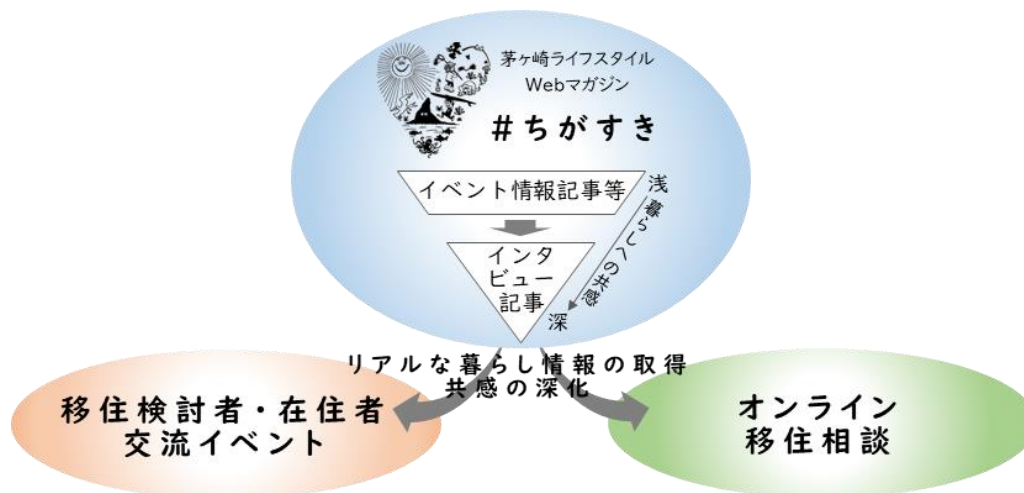 茅ヶ崎ライフスタイル
Webマガジン
#ちがすき
イベント情報記事等
浅
暮らしへの共感
インタ
ビュー
記事
深
リアルな暮らし情報の取得
共感の深化
移住検討者・在住者
交流イベント
オンライン
移住相談